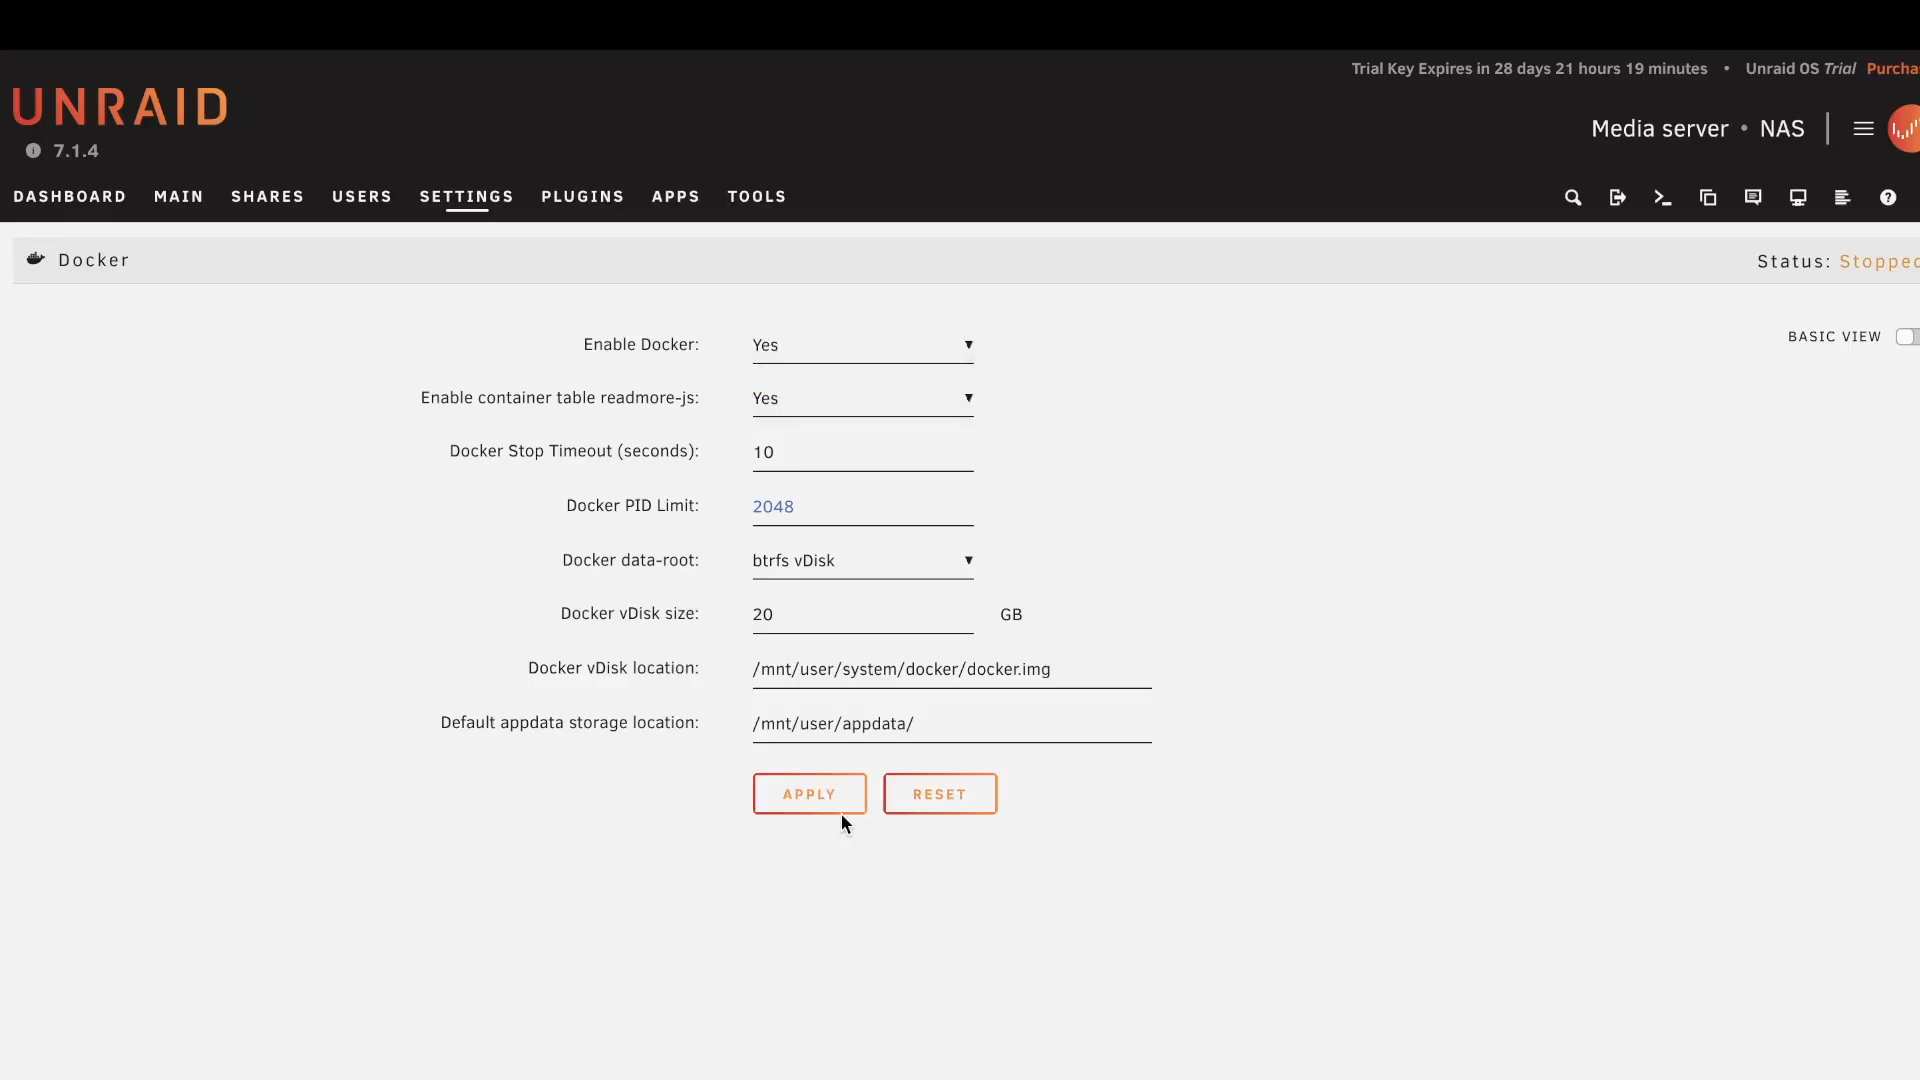 Trial Key Expires in 28 days 21 hours 19 minutes • Unraid OS Trial Purcha
UNRAID
7.1.4
Media server • NAS
DASHBOARD MAIN SHARES USERS SETTINGS PLUGINS APPS TOOLS
Docker
Status: Stopped
BASIC VIEW
Enable Docker: Yes
Enable container table readmore-js: Yes
Docker Stop Timeout (seconds): 10
Docker PID Limit: 2048
Docker data-root: btrfs vDisk
Docker vDisk size: 20 GB
Docker vDisk location: /mnt/user/system/docker/docker.img
Default appdata storage location: /mnt/user/appdata/
APPLY RESET